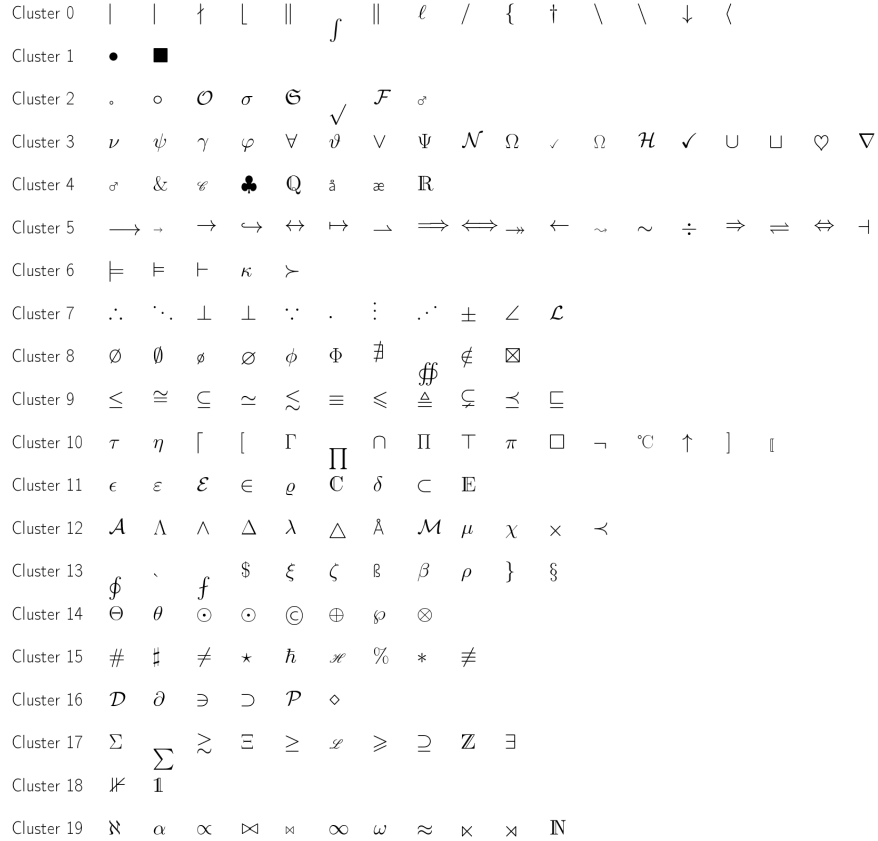 Cluster 0 | | ∤ ⌊ ‖ ∫ ‖ ℓ / { † \ \ ↓ ⟨
Cluster 1 • ■
Cluster 2 ∘ ○ 𝒪 σ 𝔖 √ ℱ ♂
Cluster 3 ν ψ γ φ ∀ ϑ ∨ Ψ 𝒩 Ω ✓ Ω ℋ ✓ ∪ ⊔ ♡ ∇
Cluster 4 ♂ & 𝒞 ♣ ℚ å æ ℝ
Cluster 5 ⟶ → → ↪ ↔ ↦ ⇀ ⟹ ⟺ ↠ ← ⇝ ∼ ÷ ⇒ ⇌ ⇔ ⊣
Cluster 6 ⊨ ⊨ ⊢ κ ≻
Cluster 7 ∴ ⋱ ⊥ ⊥ ∵ . ⋮ ⋰ ± ∠ ℒ
Cluster 8 ∅ ∅ ø ∅ ϕ Φ ∄ ∯ ∉ ⊠
Cluster 9 ≤ ≅ ⊆ ≃ ≲ ≡ ⩽ ≜ ⊊ ⪯ ⊑
Cluster 10 τ η ⌈ [ Γ ∏ ∩ Π ⊤ π □ ¬ ℃ ↑ ] ⟦
Cluster 11 ϵ ε ℰ ∈ ϱ ℂ δ ⊂ 𝔼
Cluster 12 𝒜 Λ ∧ Δ λ △ Å ℳ μ χ × ≺
Cluster 13 ∮ ˋ ∱ $ ξ ζ ß β ρ } §
Cluster 14 Θ θ ⊙ ⊙ © ⊕ ℘ ⊗
Cluster 15 # ♯ ≠ ⋆ ℏ ℋ % * ≢
Cluster 16 𝒟 ∂ ∋ ⊃ 𝒫 ⋄
Cluster 17 Σ ∑ ≳ Ξ ≥ ℒ ⩾ ⊇ ℤ ∃
Cluster 18 ⊮ 𝟙
Cluster 19 ℵ α ∝ ⋈ ⋈ ∞ ω ≈ ⋉ ⋊ ℕ